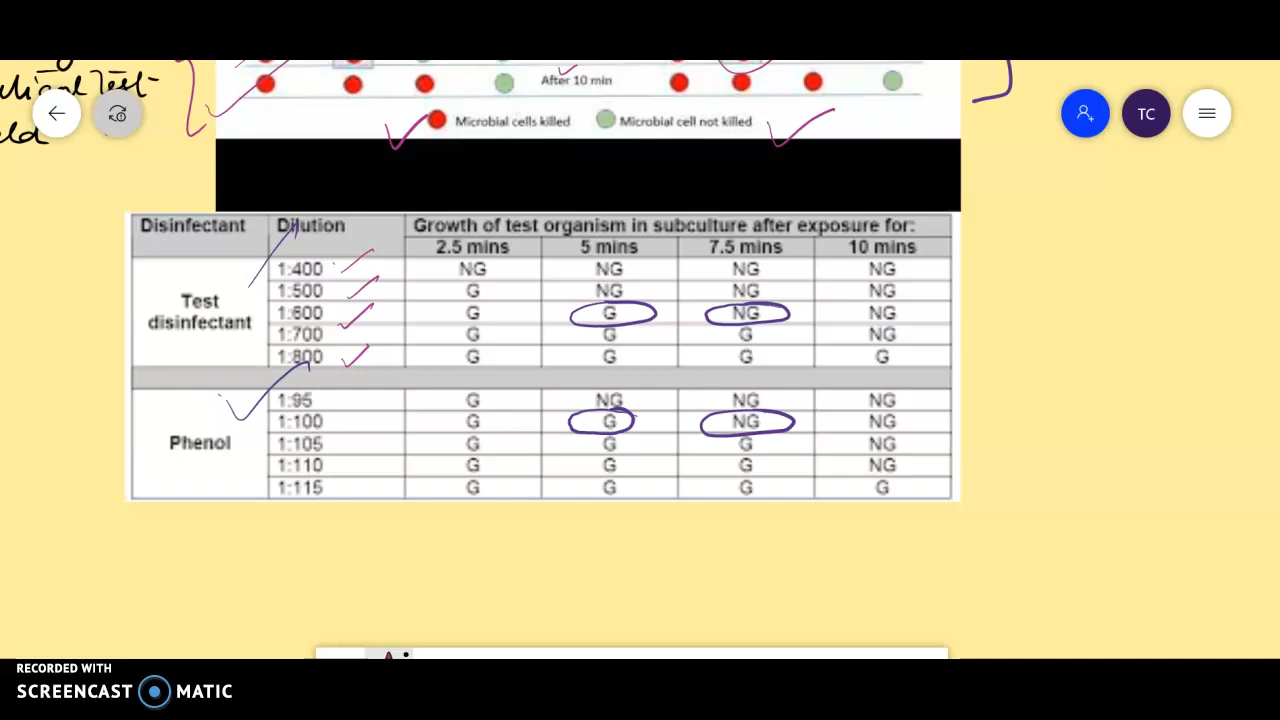 Test
After 10 min
TC
Microbial cells killed Microbial cell not killed
Disinfectant Dilution Growth of test organism in subculture after exposure for:
2.5 mins 5 mins 7.5 mins 10 mins
Test disinfectant
1:400 NG NG NG NG
1:500 G NG NG NG
1:600 G G NG NG
1:700 G G G NG
1:800 G G G G
Phenol
1:95 G NG NG NG
1:100 G G NG NG
1:105 G G G NG
1:110 G G G NG
1:115 G G G G
RECORDED WITH
SCREENCAST MATIC